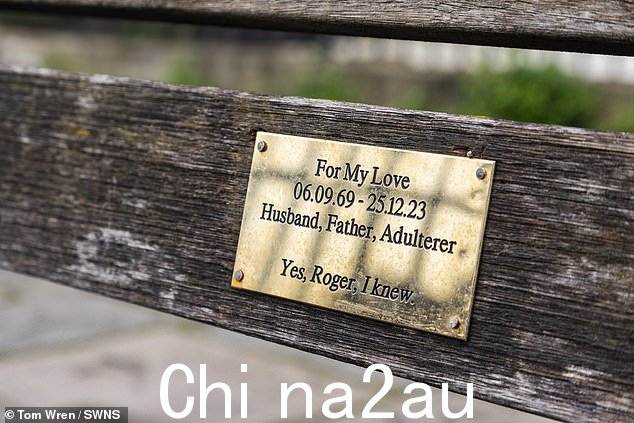 For My Love
06.09.69 - 25.12.23
Husband, Father, Adulterer
Yes, Roger, I knew.
Chi na2au
© Tom Wren / SWNS